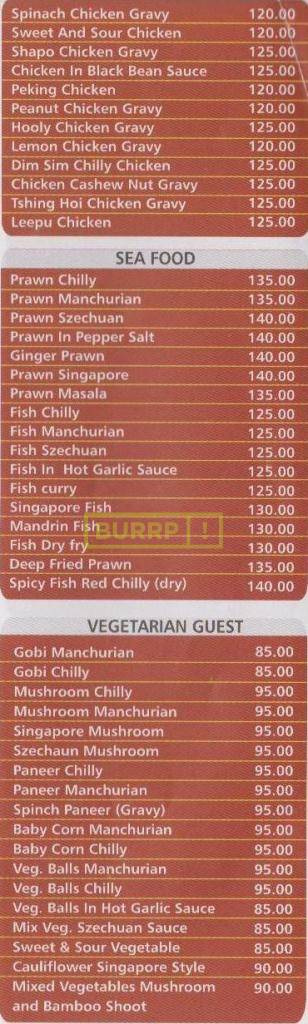 Spinach Chicken Gravy 120.00
Sweet And Sour Chicken 120.00
Shapo Chicken Gravy 125.00
Chicken In Black Bean Sauce 125.00
Peking Chicken 120.00
Peanut Chicken Gravy 120.00
Hooly Chicken Gravy 125.00
Lemon Chicken Gravy 120.00
Dim Sim Chilly Chicken 125.00
Chicken Cashew Nut Gravy 125.00
Tshing Hoi Chicken Gravy 125.00
Leepu Chicken 125.00
SEA FOOD
Prawn Chilly 135.00
Prawn Manchurian 135.00
Prawn Szechuan 140.00
Prawn In Pepper Salt 140.00
Ginger Prawn 140.00
Prawn Singapore 140.00
Prawn Masala 135.00
Fish Chilly 125.00
Fish Manchurian 125.00
Fish Szechuan 125.00
Fish In Hot Garlic Sauce 125.00
Fish curry 125.00
Singapore Fish 130.00
Mandrin Fish 130.00
BURRP!
Fish Dry fry 130.00
Deep Fried Prawn 135.00
Spicy Fish Red Chilly (dry) 140.00
VEGETARIAN GUEST
Gobi Manchurian 85.00
Gobi Chilly 85.00
Mushroom Chilly 95.00
Mushroom Manchurian 95.00
Singapore Mushroom 95.00
Szechaun Mushroom 95.00
Paneer Chilly 95.00
Paneer Manchurian 95.00
Spinch Paneer (Gravy) 95.00
Baby Corn Manchurian 95.00
Baby Corn Chilly 95.00
Veg. Balls Manchurian 95.00
Veg. Balls Chilly 95.00
Veg. Balls In Hot Garlic Sauce 85.00
Mix Veg. Szechuan Sauce 85.00
Sweet & Sour Vegetable 85.00
Cauliflower Singapore Style 90.00
Mixed Vegetables Mushroom 90.00
and Bamboo Shoot